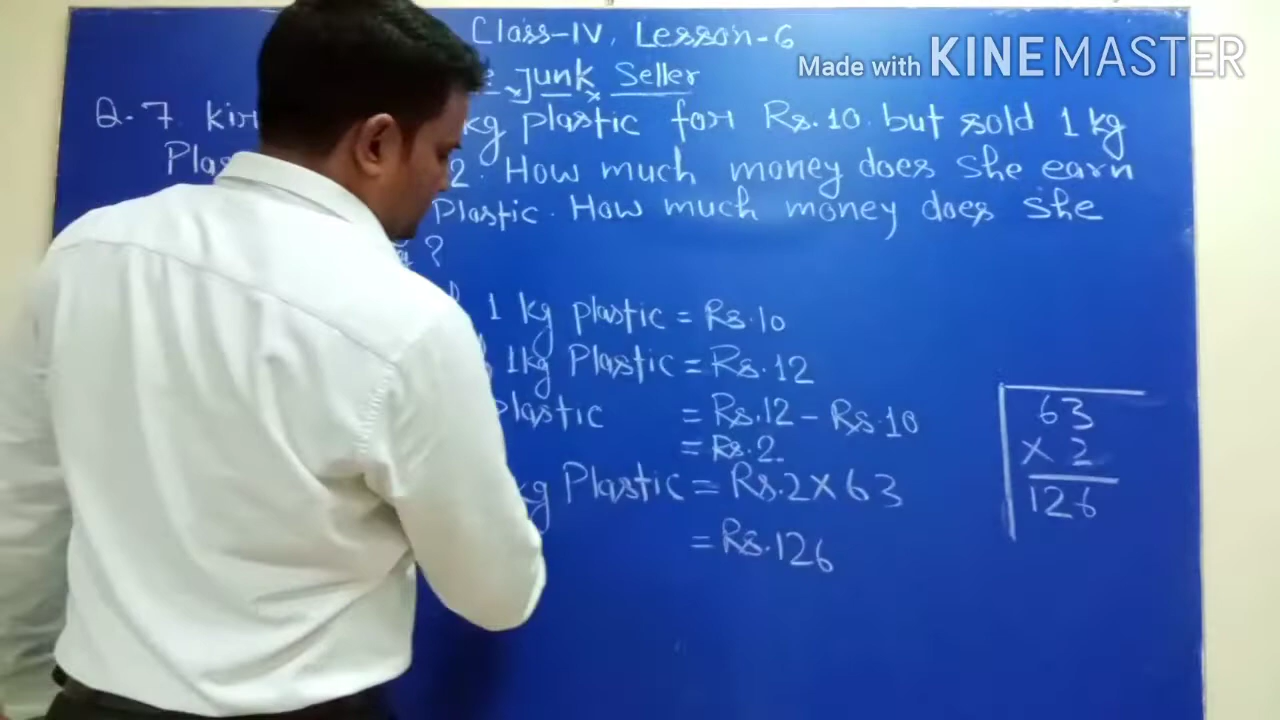 Class-IV, Lesson-6
Made with KINEMASTER
Junk Seller
Q.7 kg plastic for Rs.10. but sold 1 kg
2. How much money does she earn
Plastic. How much money does she
?
1 kg plastic = Rs.10
1kg Plastic = Rs.12
plastic = Rs.12 - Rs.10
= Rs.2
kg Plastic = Rs.2 × 63
= Rs.126
63
× 2
126